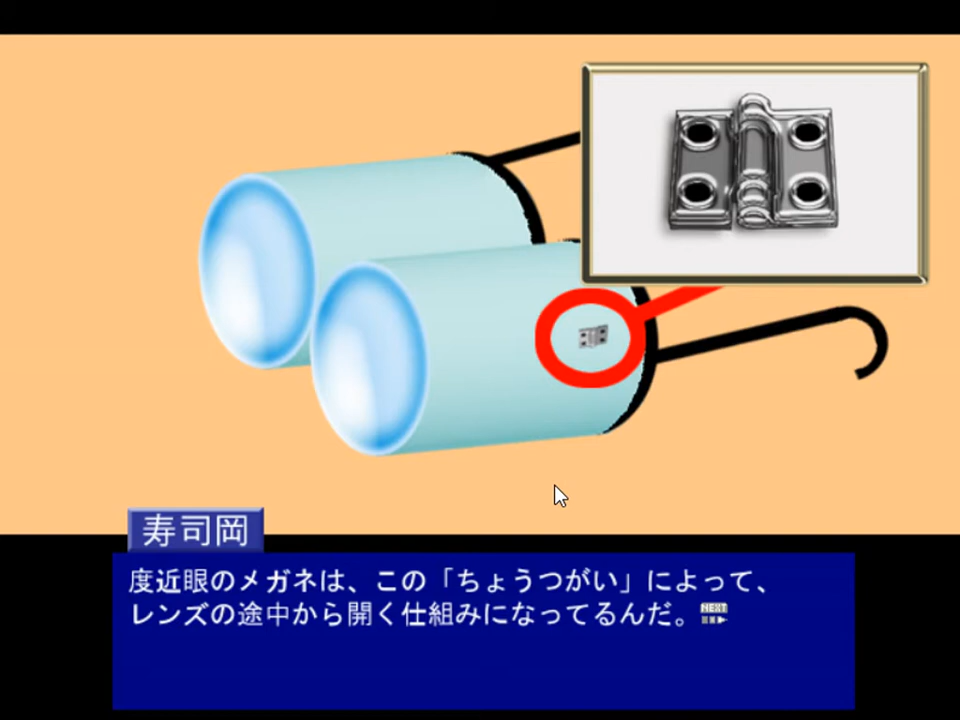 寿司岡
度近眼のメガネは、この「ちょうつがい」によって、
レンズの途中から開く仕組みになってるんだ。
NEXT